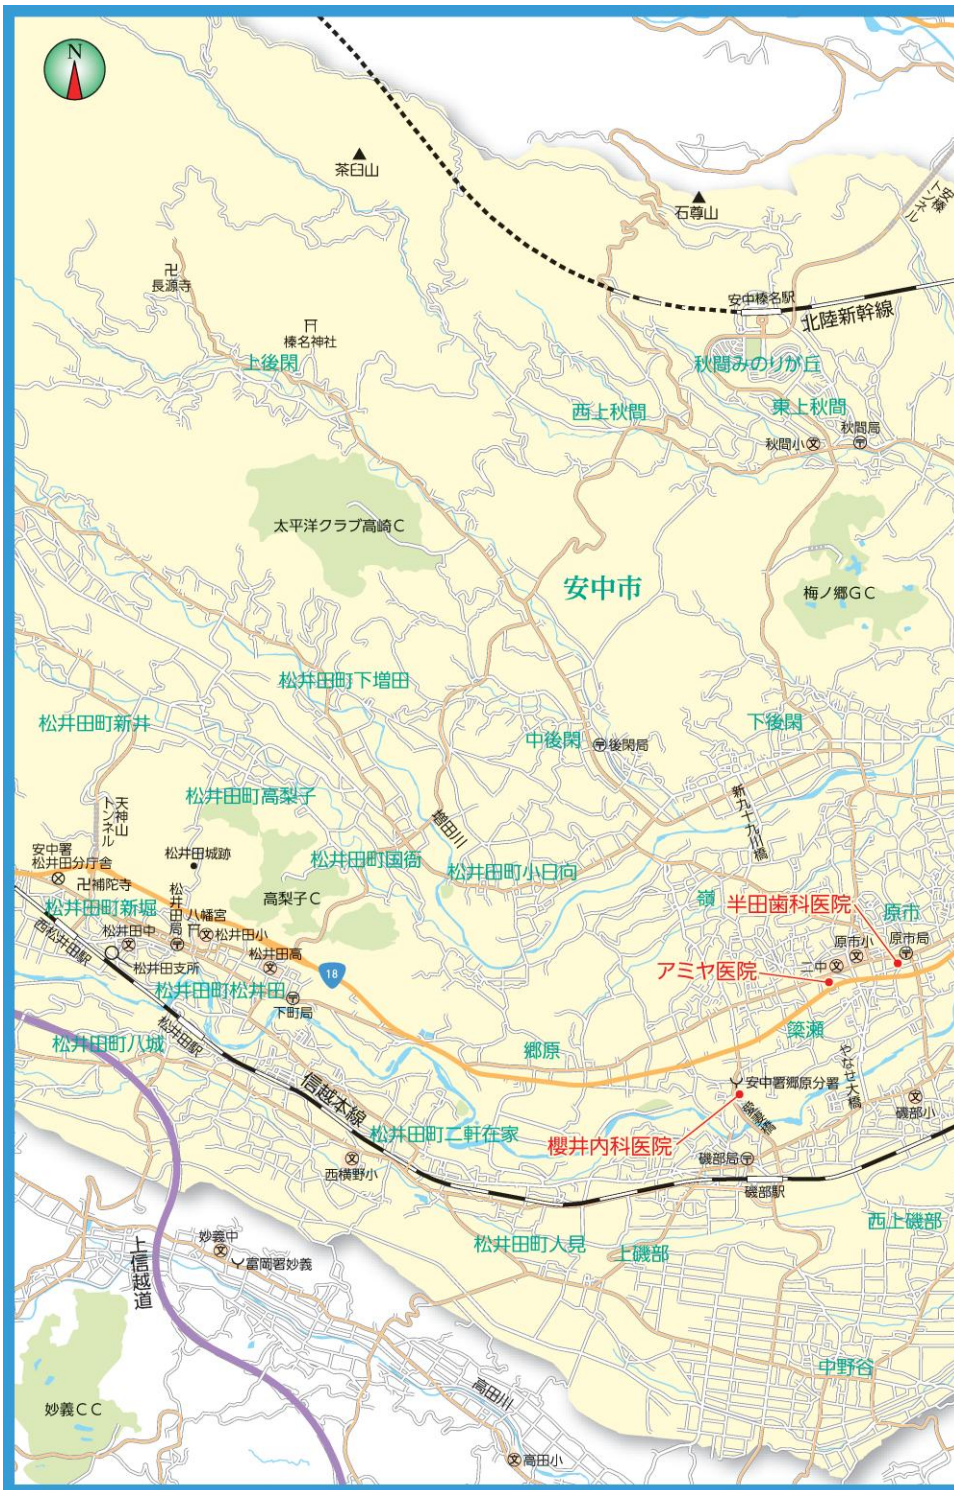 N
茶臼山
石尊山
安榛トンネル
卍
長源寺
榛名神社
上後閑
安中榛名駅
北陸新幹線
秋間みのりが丘
西上秋間
東上秋間
秋間局
秋間小
太平洋クラブ高崎C
安中市
梅ノ郷GC
松井田町下増田
松井田町新井
中後閑
後閑局
下後閑
松井田町高梨子
天神山トンネル
増田川
新九十九川橋
安中署
松井田分庁舎
松井田城跡
松井田町国衙
松井田町小日向
卍補陀寺
高梨子C
嶺
半田歯科医院
原市
松井田町新堀
松井田局
八幡宮
松井田小
松井田中
西松井田駅
松井田支所
松井田高
18
アミヤ医院
原市小
原市局
二中
松井田町松井田
下町局
松井田町八城
松井田駅
郷原
簗瀬
やなせ大橋
信越本線
安中署郷原分署
磯部小
松井田町二軒在家
櫻井内科医院
西横野小
磯部局
磯部駅
西上磯部
妙義中
富岡署妙義
上信越道
松井田町人見
上磯部
中野谷
妙義CC
高田川
高田小